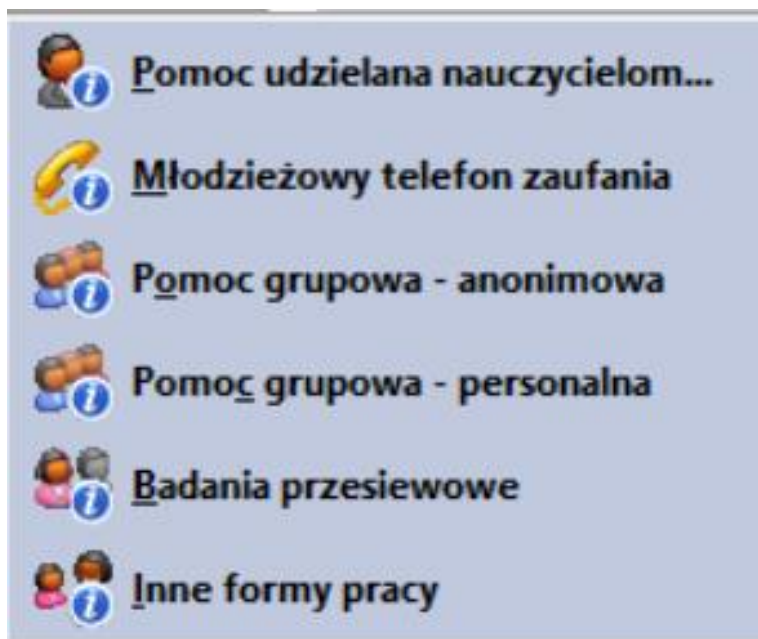 Pomoc udzielana nauczycielom...
Młodzieżowy telefon zaufania
Pomoc grupowa - anonimowa
Pomoc grupowa - personalna
Badania przesiewowe
Inne formy pracy